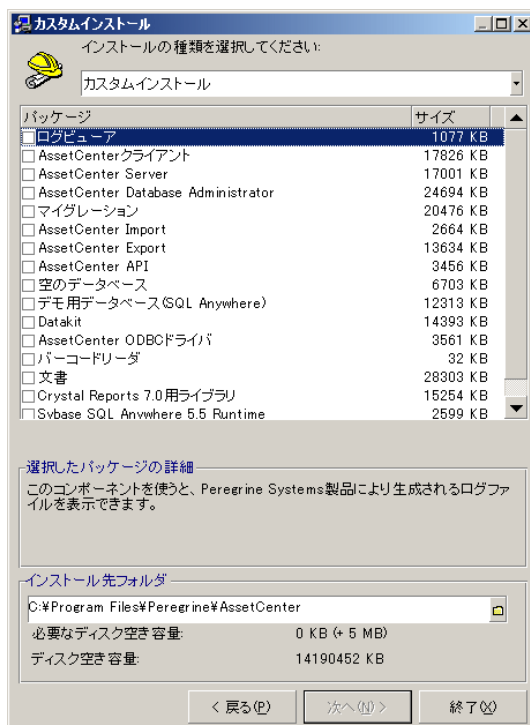 カスタムインストール
インストールの種類を選択してください:
カスタムインストール
パッケージ サイズ
ログビューア 1077 KB
AssetCenterクライアント 17826 KB
AssetCenter Server 17001 KB
AssetCenter Database Administrator 24694 KB
マイグレーション 20476 KB
AssetCenter Import 2664 KB
AssetCenter Export 13634 KB
AssetCenter API 3456 KB
空のデータベース 6703 KB
デモ用データベース(SQL Anywhere) 12313 KB
Datakit 14393 KB
AssetCenter ODBCドライバ 3561 KB
バーコードリーダ 32 KB
文書 28303 KB
Crystal Reports 7.0用ライブラリ 15254 KB
Sybase SQL Anywhere 5.5 Runtime 2599 KB
選択したパッケージの詳細
このコンポーネントを使うと、Peregrine Systems製品により生成されるログファ
イルを表示できます。
インストール先フォルダ
C:¥Program Files¥Peregrine¥AssetCenter
必要なディスク空き容量: 0 KB (+ 5 MB)
ディスク空き容量: 14190452 KB
< 戻る(P) 次へ(N) > 終了(X)